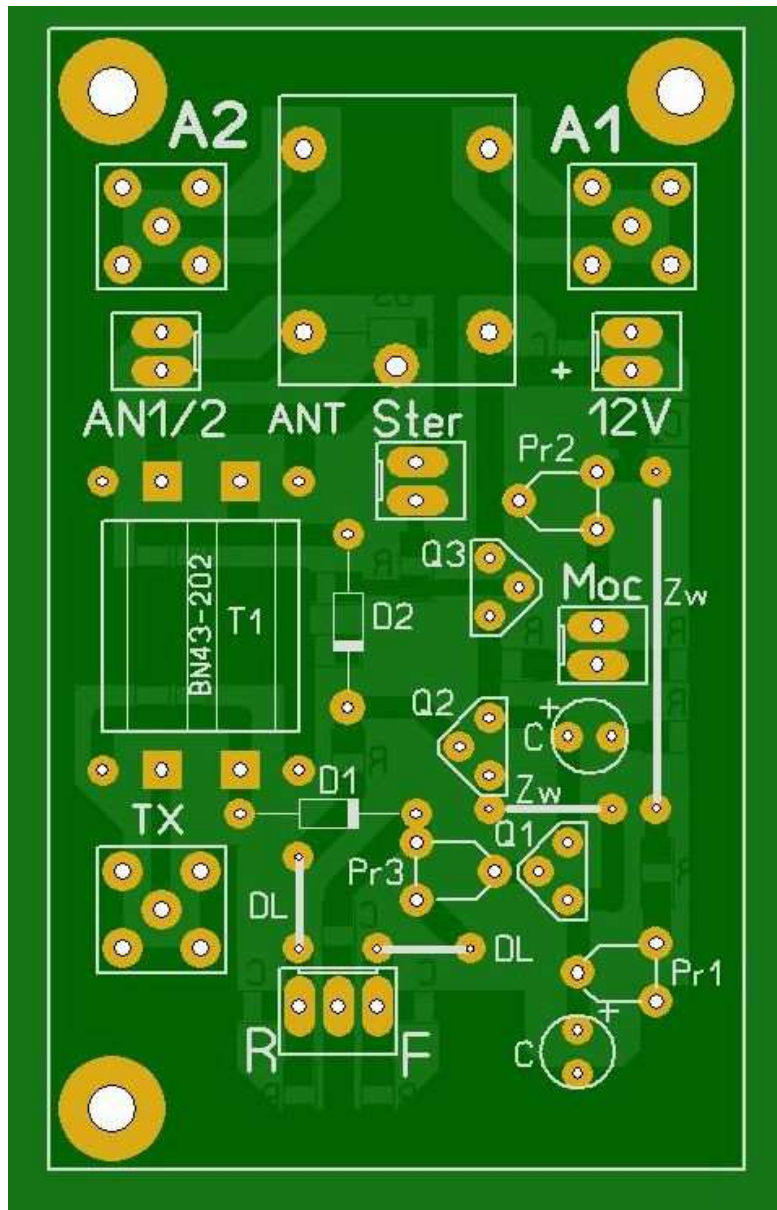 A2
A1
+
AN1/2
ANT
Ster
12V
Pr2
Q3
Moc
Zw
BN43-202
T1
D2
Q2
+
C
D1
Zw
TX
Q1
Pr3
DL
DL
Pr1
+
R
F
C